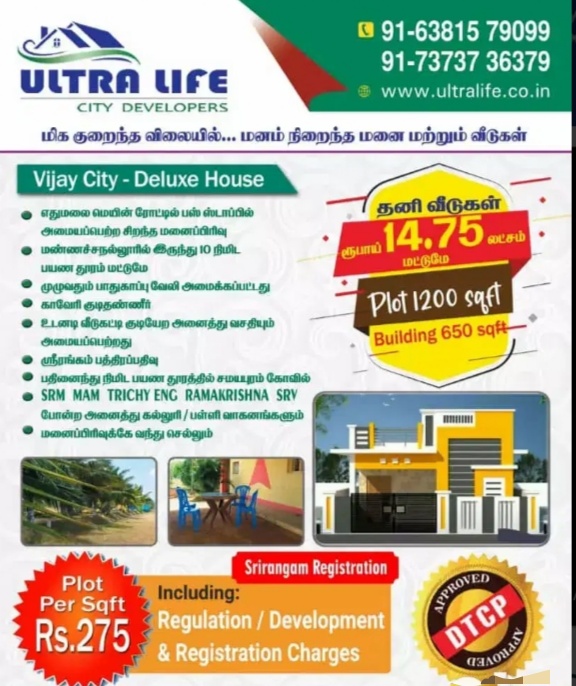 ULTRA LIFE
CITY DEVELOPERS
91-63815 79099
91-73737 36379
www.ultralife.co.in
மிக குறைந்த விலையில்... மனம் நிறைந்த மனை மற்றும் வீடுகள்
Vijay City - Deluxe House
எதுமலை மெயின் ரோட்டில் பஸ் ஸ்டாப்பில்
அமையப்பெற்ற சிறந்த மனைப்பிரிவு
மண்ணச்சநல்லூரில் இருந்து 10 நிமிட
பயண தூரம் மட்டுமே
முழுவதும் பாதுகாப்பு வேலி அமைக்கப்பட்டது
காவேரி குடிதண்ணீர்
உடனடி வீடுகட்டி குடியேற அனைத்து வசதியும்
அமையப்பெற்றது
ஸ்ரீரங்கம் பத்திரப்பதிவு
பதினைந்து நிமிட பயண தூரத்தில் சமயபுரம் கோவில்
SRM MAM TRICHY ENG RAMAKRISHNA SRV
போன்ற அனைத்து கல்லூரி / பள்ளி வாகனங்களும்
மனைப்பிரிவுக்கே வந்து செல்லும்
தனி வீடுகள்
ரூபாய் 14.75 லட்சம்
மட்டுமே
Plot 1200 sqft
Building 650 sqft
Srirangam Registration
Plot
Per Sqft
Rs.275
Including:
Regulation / Development
& Registration Charges
APPROVED
DTCP
APPROVED